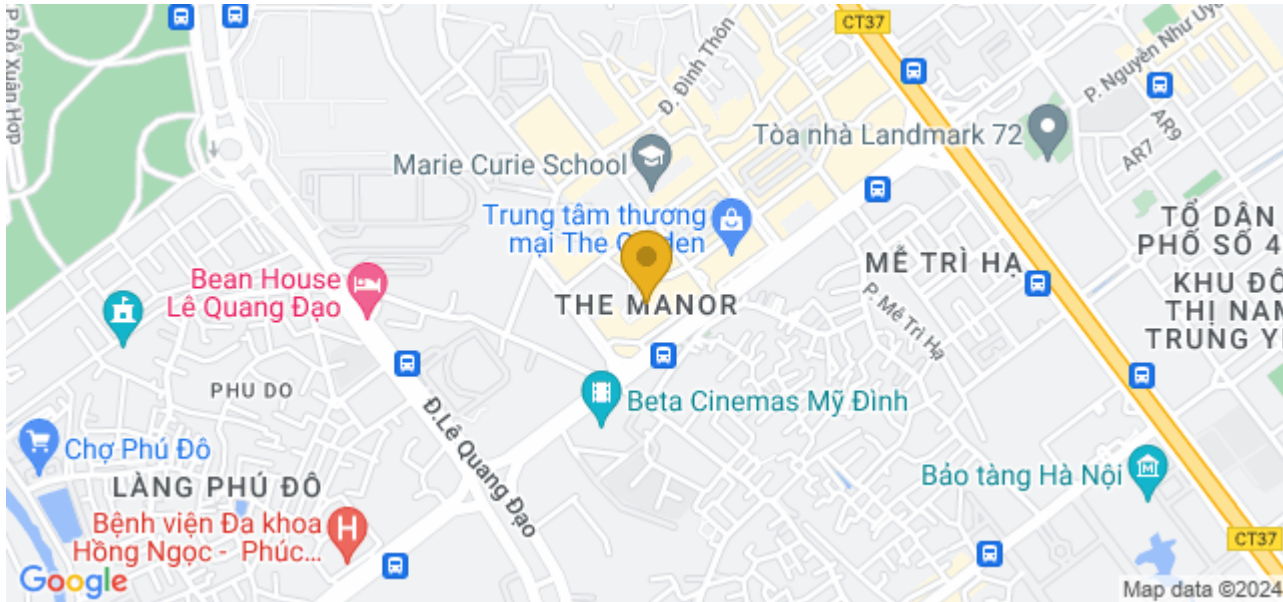 CT37
P. Đỗ Xuân Hợp
Đ. Đình Thôn
P. Nguyễn Như Uyê
Tòa nhà Landmark 72
AR9
AR7
Marie Curie School
Trung tâm thương
mại The Garden
TỔ DÂN
PHỐ SỐ 4
MỄ TRÌ HẠ
Bean House
Lê Quang Đạo
THE MANOR
KHU ĐÔ
THỊ NAM
TRUNG Y
P. Mễ Trì Hạ
PHU DO
Beta Cinemas Mỹ Đình
Đ.Lê Quang Đạo
Chợ Phú Đô
LÀNG PHÚ ĐÔ
Bảo tàng Hà Nội
Bệnh viện Đa khoa
Hồng Ngọc - Phúc...
CT37
Google
Map data ©2024